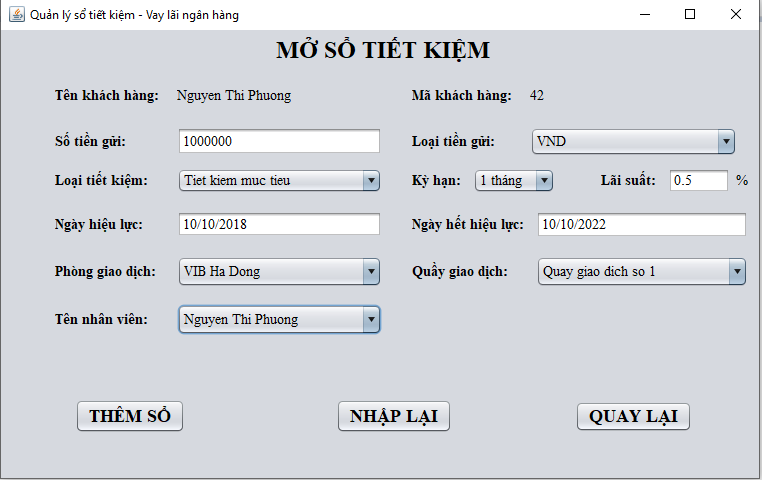 Quản lý sổ tiết kiệm - Vay lãi ngân hàng
MỞ SỔ TIẾT KIỆM
Tên khách hàng: Nguyen Thi Phuong Mã khách hàng: 42
Số tiền gửi: 1000000 Loại tiền gửi: VND
Loại tiết kiệm: Tiet kiem muc tieu Kỳ hạn: 1 tháng Lãi suất: 0.5 %
Ngày hiệu lực: 10/10/2018 Ngày hết hiệu lực: 10/10/2022
Phòng giao dịch: VIB Ha Dong Quầy giao dịch: Quay giao dich so 1
Tên nhân viên: Nguyen Thi Phuong
THÊM SỔ NHẬP LẠI QUAY LẠI